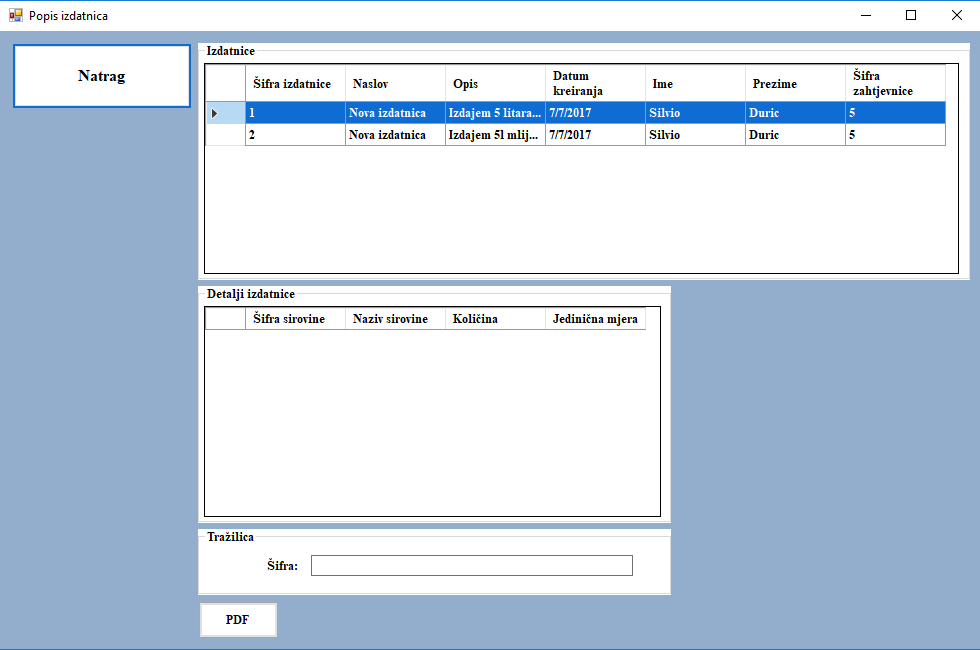 Popis izdatnica
Natrag
Izdatnice
Šifra izdatnice Naslov Opis Datum kreiranja Ime Prezime Šifra zahtjevnice
1 Nova izdatnica Izdajem 5 litara... 7/7/2017 Silvio Duric 5
2 Nova izdatnica Izdajem 5l mlij... 7/7/2017 Silvio Duric 5
Detalji izdatnice
Šifra sirovine Naziv sirovine Količina Jedinična mjera
Tražilica
Šifra:
PDF